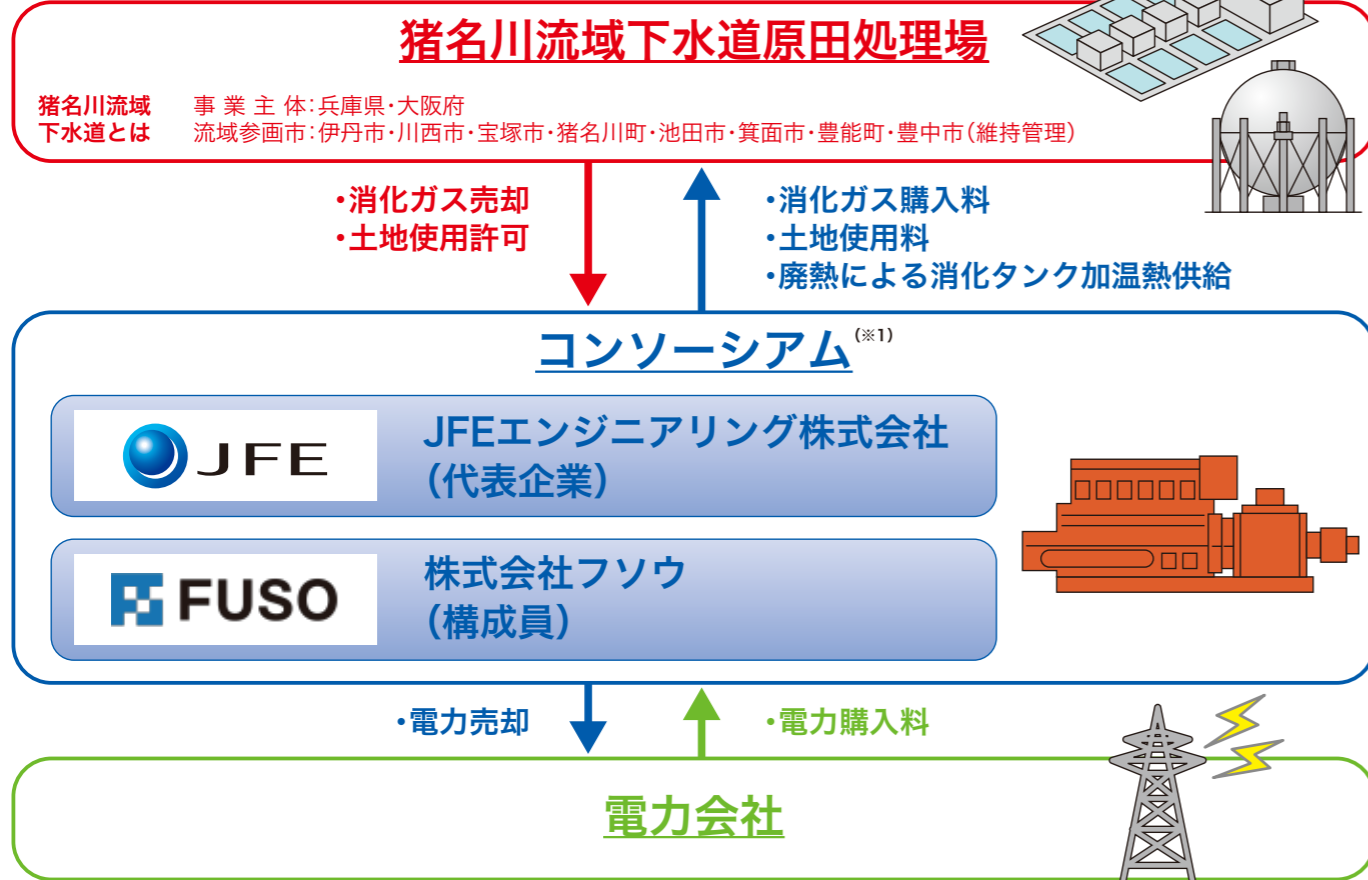 猪名川流域下水道原田処理場
猪名川流域
下水道とは
事業主体:兵庫県・大阪府
流域参画市:伊丹市・川西市・宝塚市・猪名川町・池田市・箕面市・豊能町・豊中市(維持管理)
・消化ガス売却
・土地使用許可
・消化ガス購入料
・土地使用料
・廃熱による消化タンク加温熱供給
コンソーシアム(※1)
JFE
JFEエンジニアリング株式会社
(代表企業)
FUSO
株式会社フソウ
(構成員)
・電力売却
・電力購入料
電力会社